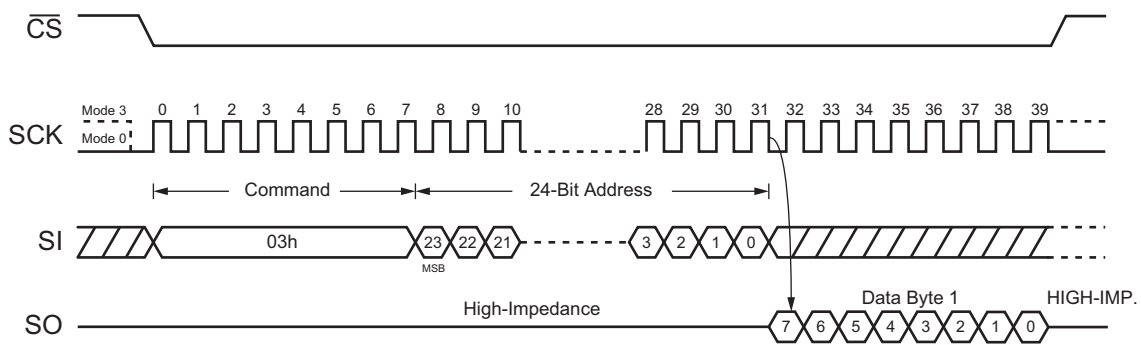 CS
Mode 3
Mode 0
SCK
0 1 2 3 4 5 6 7 8 9 10 28 29 30 31 32 33 34 35 36 37 38 39
Command 24-Bit Address
SI
03h 23 22 21 3 2 1 0
MSB
High-Impedance Data Byte 1 HIGH-IMP.
SO
7 6 5 4 3 2 1 0